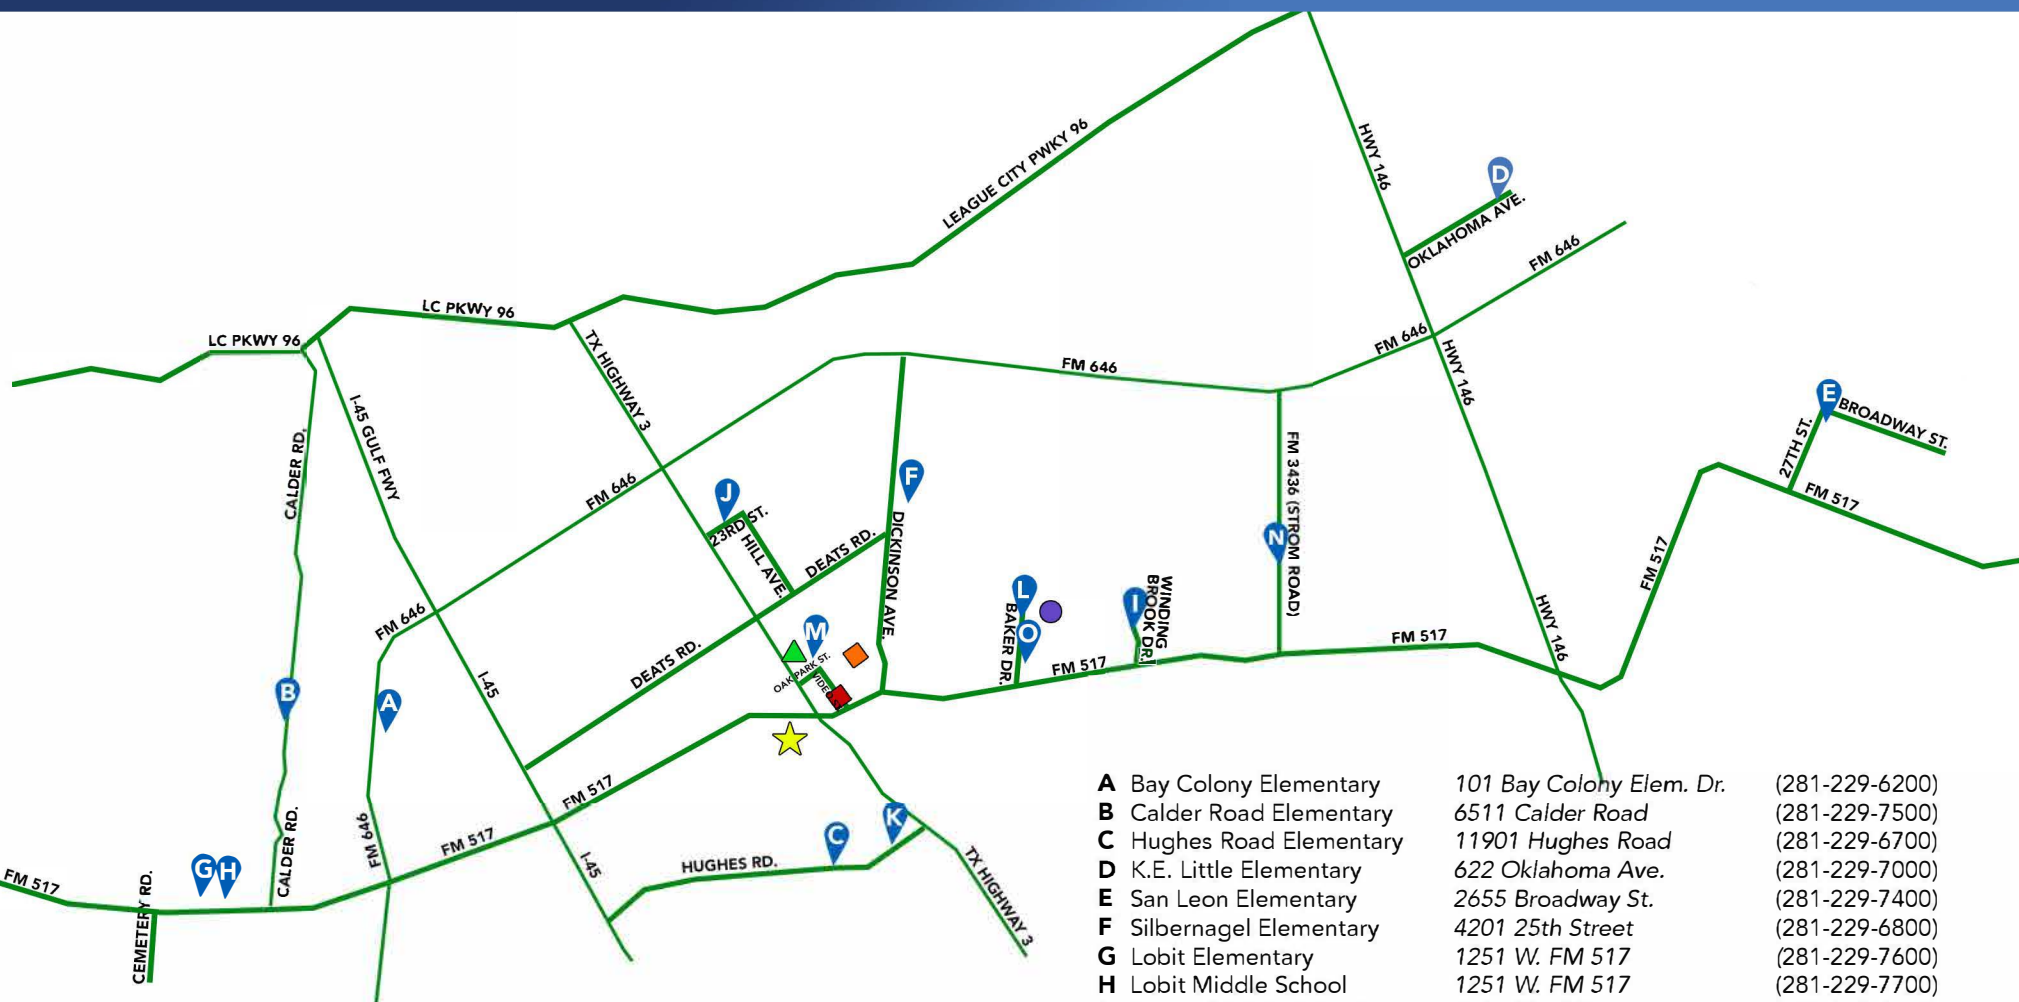 LEAGUE CITY PWKY 96
HWY 146
D
OKLAHOMA AVE.
FM 646
LC PKWY 96
LC PKWY 96
TX HIGHWAY 3
FM 646
FM 646
HWY 146
E
BROADWAY ST.
27TH ST.
FM 517
I-45 GULF FWY
CALDER RD.
FM 646
J
23RD ST.
HILL AVE.
F
DICKINSON AVE.
DEATS RD.
N
FM 3436 (STROM ROAD)
FM 517
L
O
BAKER DR.
I
WINDING
BROOK DR.
HWY 146
FM 646
M
OAK PARK ST.
DEATS RD.
FM 517
FM 517
I-45
B
A
FM 517
FM 646
CALDER RD.
FM 517
G
H
C
K
HUGHES RD.
I-45
TX HIGHWAY 3
FM 517
CEMETERY RD.
A Bay Colony Elementary 101 Bay Colony Elem. Dr. (281-229-6200)
B Calder Road Elementary 6511 Calder Road (281-229-7500)
C Hughes Road Elementary 11901 Hughes Road (281-229-6700)
D K.E. Little Elementary 622 Oklahoma Ave. (281-229-7000)
E San Leon Elementary 2655 Broadway St. (281-229-7400)
F Silbernagel Elementary 4201 25th Street (281-229-6800)
G Lobit Elementary 1251 W. FM 517 (281-229-7600)
H Lobit Middle School 1251 W. FM 517 (281-229-7700)